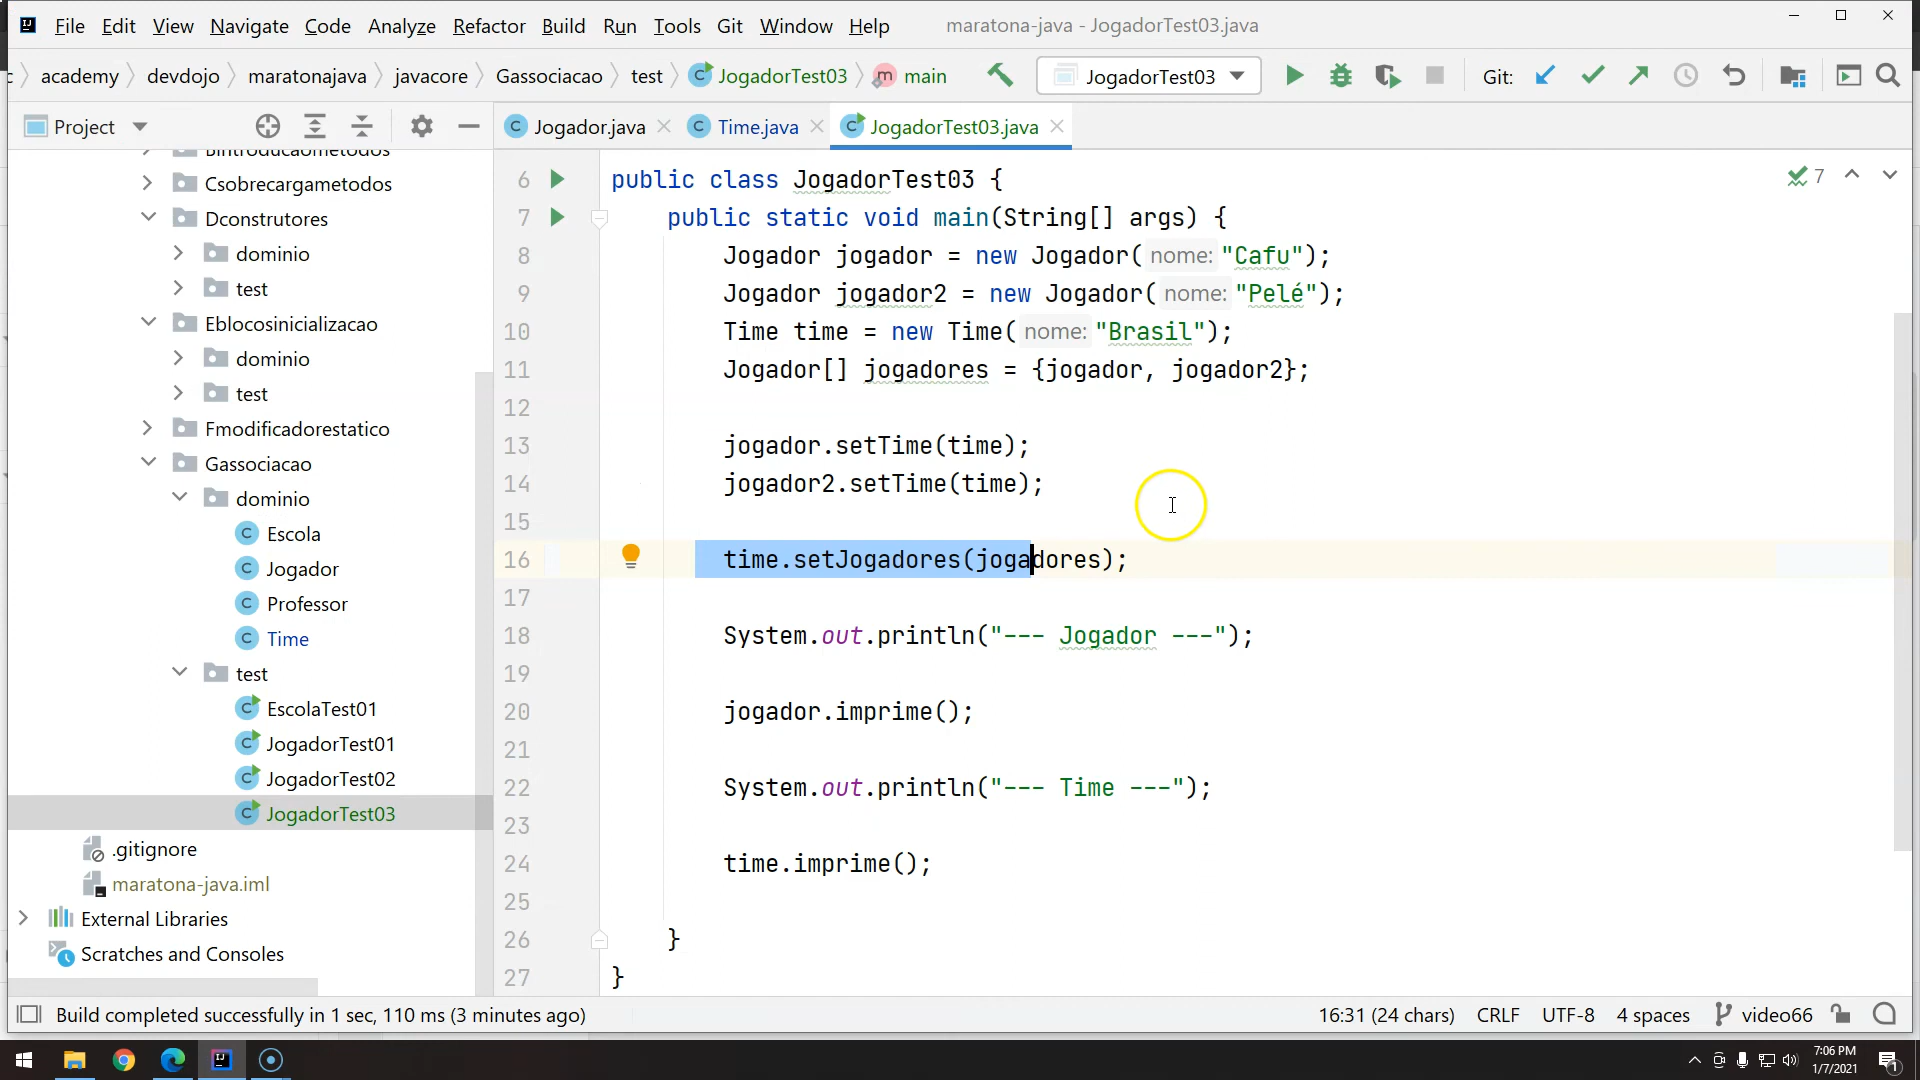 File Edit View Navigate Code Analyze Refactor Build Run Tools Git Window Help maratona-java - JogadorTest03.java
academy devdojo maratonajava javacore Gassociacao test JogadorTest03 main JogadorTest03 Git:
Project Jogador.java Time.java JogadorTest03.java
Bintroducaometodos
Csobrecargametodos
Dconstrutores
dominio
test
Eblocosinicializacao
dominio
test
Fmodificadorestatico
Gassociacao
dominio
Escola
Jogador
Professor
Time
test
EscolaTest01
JogadorTest01
JogadorTest02
JogadorTest03
.gitignore
maratona-java.iml
External Libraries
Scratches and Consoles
7
6 public class JogadorTest03 {
7 public static void main(String[] args) {
8 Jogador jogador = new Jogador( nome: "Cafu");
9 Jogador jogador2 = new Jogador( nome: "Pelé");
10 Time time = new Time( nome: "Brasil");
11 Jogador[] jogadores = {jogador, jogador2};
12
13 jogador.setTime(time);
14 jogador2.setTime(time);
15
16 time.setJogadores(jogadores);
17
18 System.out.println("--- Jogador ---");
19
20 jogador.imprime();
21
22 System.out.println("--- Time ---");
23
24 time.imprime();
25
26 }
27 }
Build completed successfully in 1 sec, 110 ms (3 minutes ago) 16:31 (24 chars) CRLF UTF-8 4 spaces video66
7:06 PM
1/7/2021
1